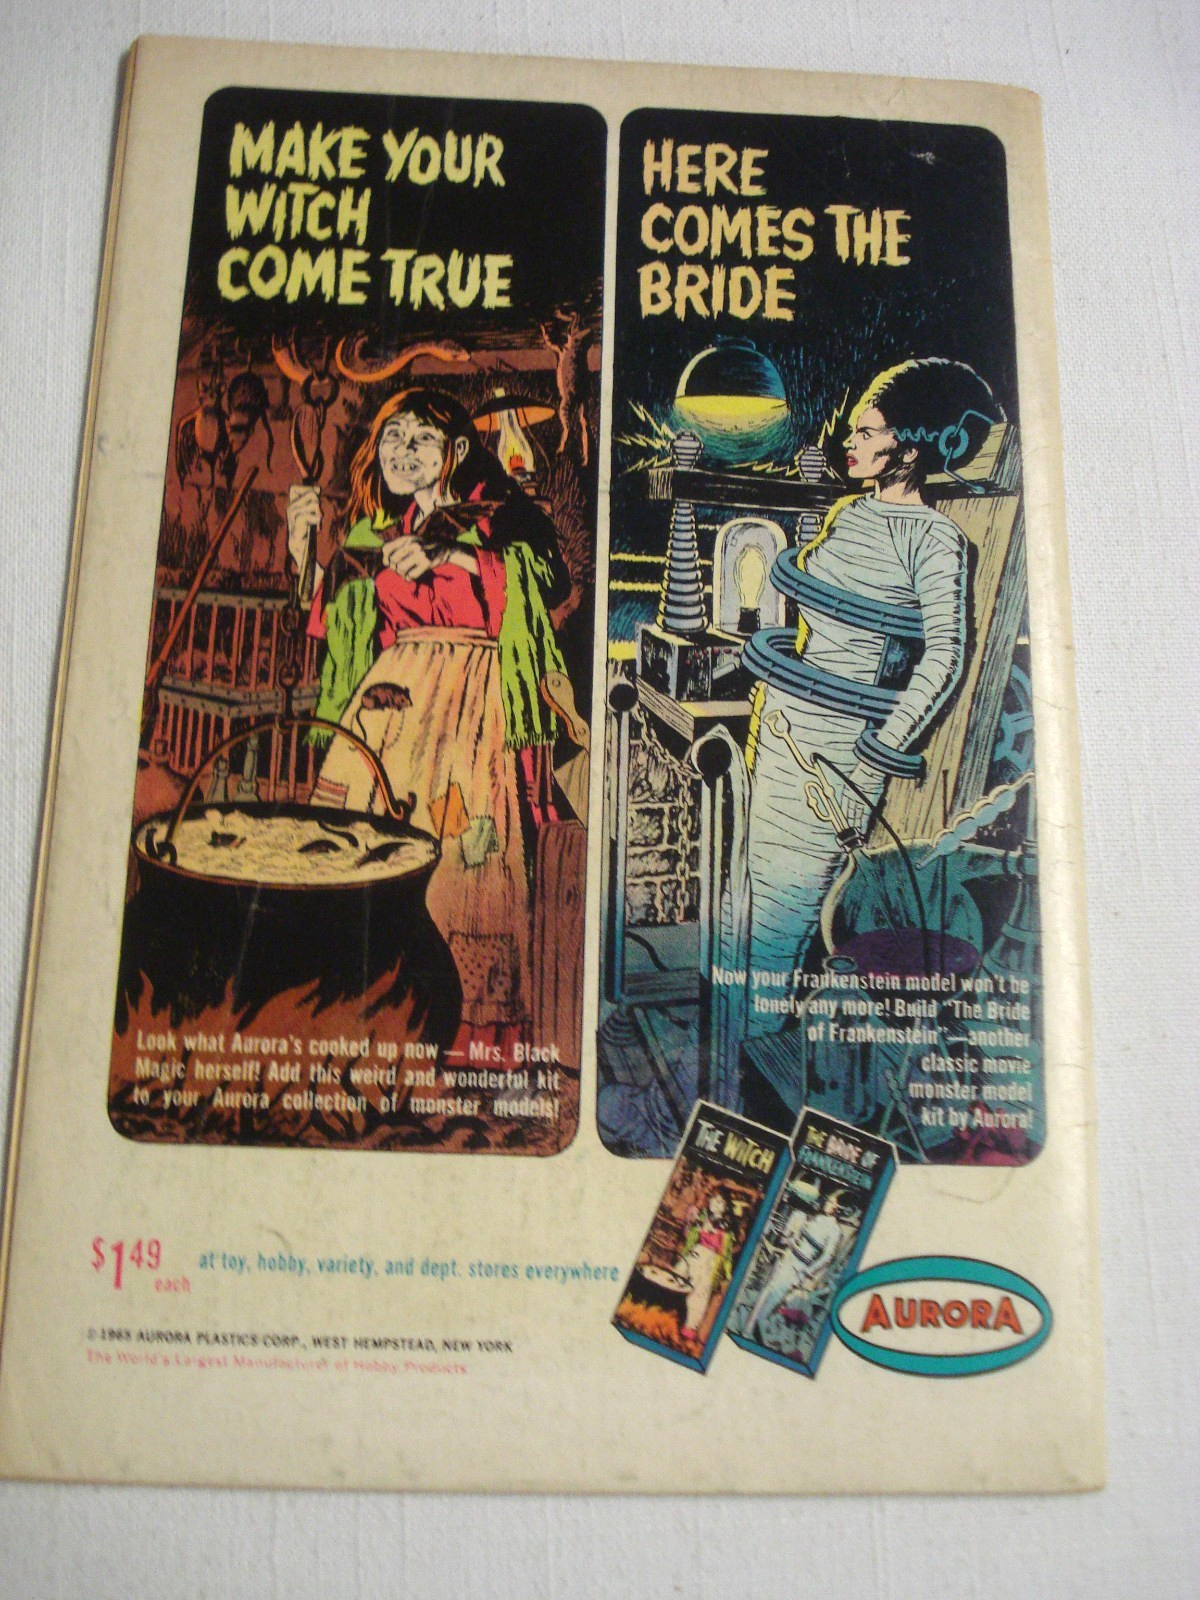 MAKE YOUR
WITCH
COME TRUE
Look what Aurora's cooked up now — Mrs. Black
Magic herself! Add this weird and wonderful kit
to your Aurora collection of monster models!
HERE
COMES THE
BRIDE
Now your Frankenstein model won't be
lonely any more! Build "The Bride
of Frankenstein" —another
classic movie
monster model
kit by Aurora!
THE WITCH
THE BRIDE OF
FRANKENSTEIN
$1.49 each
at toy, hobby, variety, and dept. stores everywhere
AURORA
© 1965 AURORA PLASTICS CORP., WEST HEMPSTEAD, NEW YORK
The World's Largest Manufacturer of Hobby Products